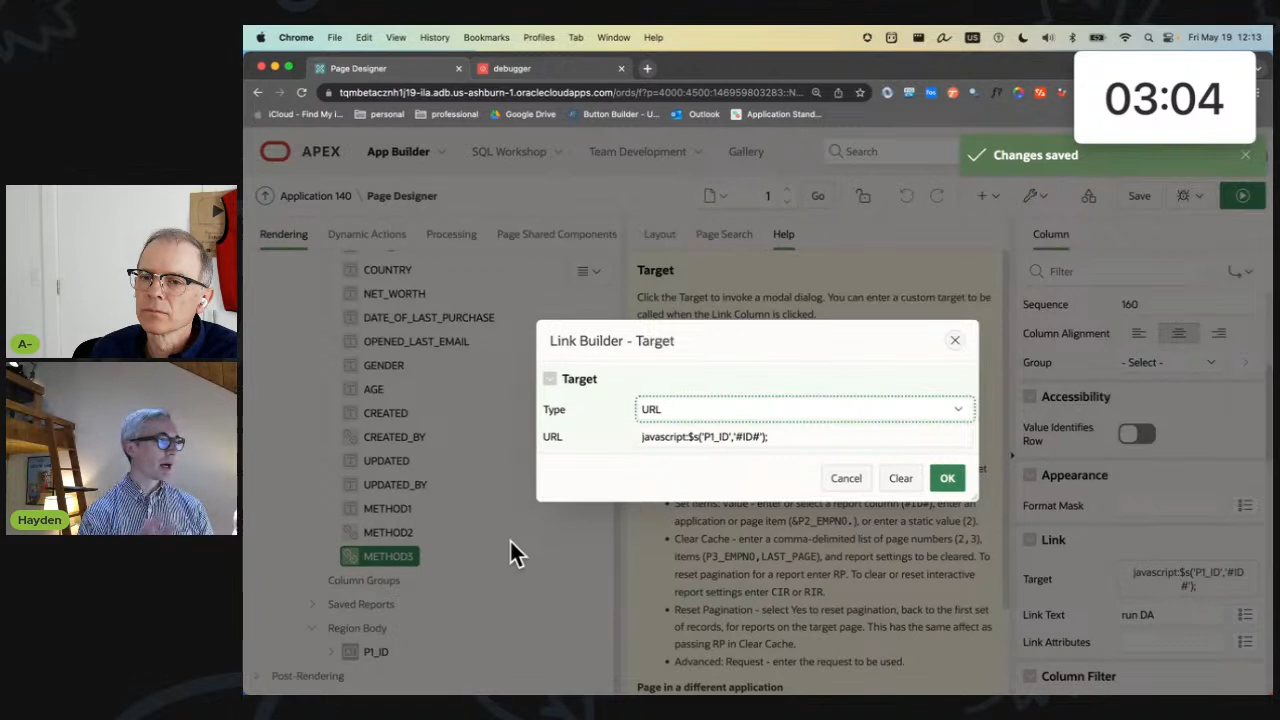 Chrome File Edit View History Bookmarks Profiles Tab Window Help
US
Fri May 19 12:13
Page Designer
debugger
03:04
tqmbetacznh1j19-ila.adb.us-ashburn-1.oraclecloudapps.com/ords/f?p=4000:4500:146959803283::N...
iCloud - Find My i... personal professional Google Drive Button Builder - U... Outlook Application Stand...
APEX App Builder SQL Workshop Team Development Gallery Search
Changes saved
Application 140 \ Page Designer
1 Go Save
Rendering Dynamic Actions Processing Page Shared Components
Layout Page Search Help
Column
COUNTRY
NET_WORTH
DATE_OF_LAST_PURCHASE
OPENED_LAST_EMAIL
GENDER
AGE
CREATED
CREATED_BY
UPDATED
UPDATED_BY
METHOD1
METHOD2
METHOD3
Column Groups
Saved Reports
Region Body
P1_ID
Post-Rendering
Target
Click the Target to invoke a modal dialog. You can enter a custom target to be
called when the Link Column is clicked.
Link Builder - Target
Target
Type URL
URL javascript:$s('P1_ID','#ID#');
Cancel Clear OK
Set Items: Value - enter or select a report column (#ID#), enter an
application or page item (&P2_EMPNO.), or enter a static value (2).
Clear Cache - enter a comma-delimited list of page numbers (2,3),
items (P3_EMPNO,LAST_PAGE), and report settings to be cleared. To
reset pagination for a report enter RP. To clear or reset interactive
report settings enter CIR or RIR.
Reset Pagination - select Yes to reset pagination, back to the first set
of records, for reports on the target page. This has the same affect as
passing RP in Clear Cache.
Advanced: Request - enter the request to be used.
Page in a different application
Filter
Sequence 160
Column Alignment
Group - Select -
Accessibility
Value Identifies
Row
Appearance
Format Mask
Link
Target javascript:$s('P1_ID','#ID
#');
Link Text run DA
Link Attributes
Column Filter
A-
Hayden